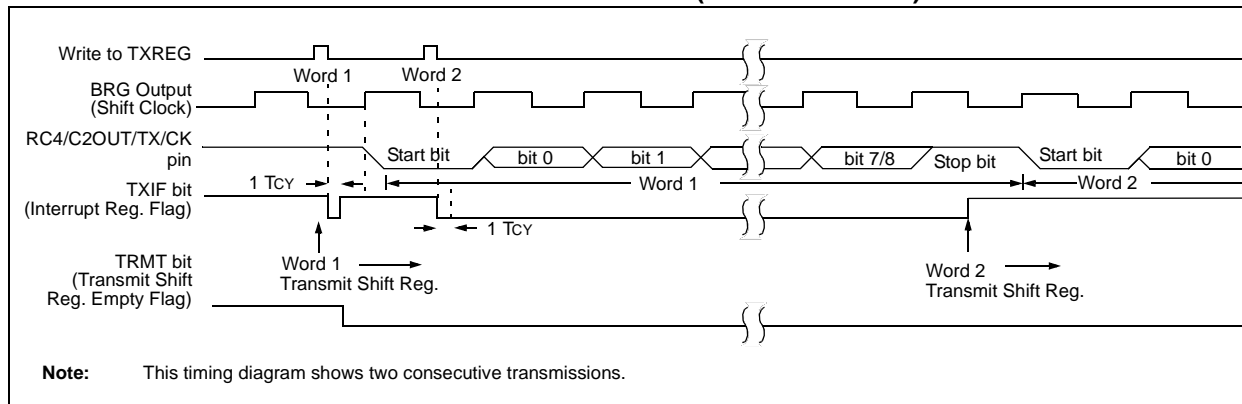 Write to TXREG
Word 1
Word 2
BRG Output
(Shift Clock)
RC4/C2OUT/TX/CK
pin
Start bit
bit 0
bit 1
bit 7/8
Stop bit
Start bit
bit 0
1 TCY
Word 1
Word 2
TXIF bit
(Interrupt Reg. Flag)
1 TCY
TRMT bit
(Transmit Shift
Reg. Empty Flag)
Word 1
Transmit Shift Reg.
Word 2
Transmit Shift Reg.
Note: This timing diagram shows two consecutive transmissions.